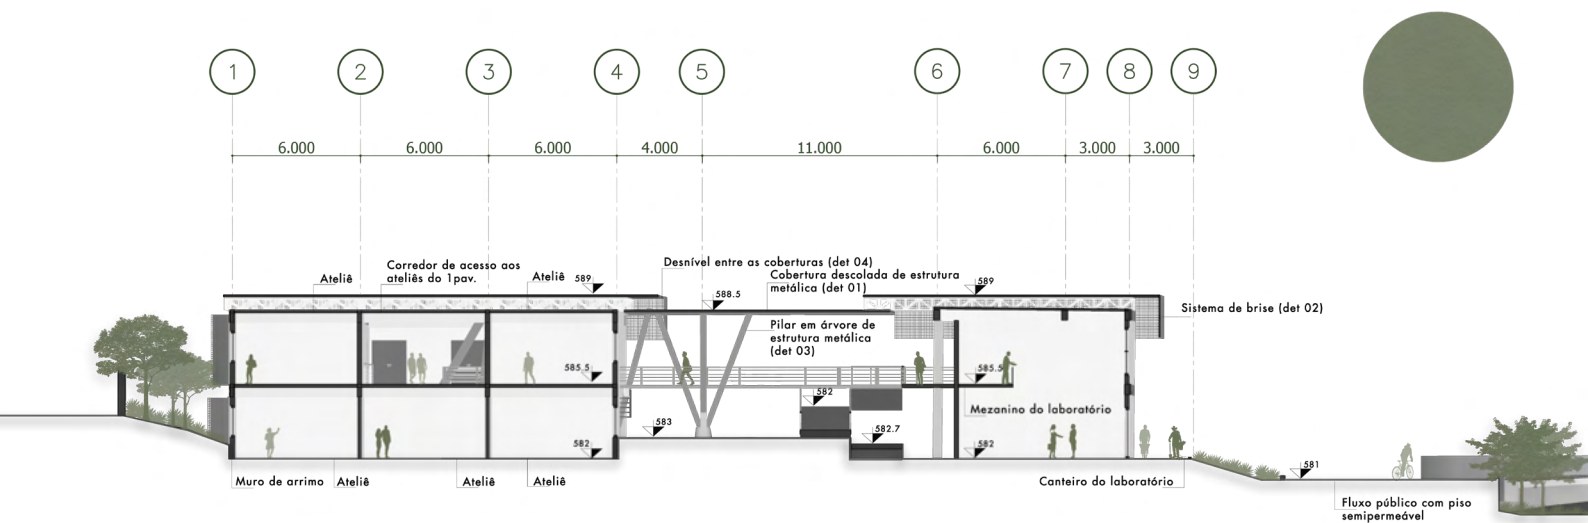 1 2 3 4 5 6 7 8 9
6.000 6.000 6.000 4.000 11.000 6.000 3.000 3.000
Desnível entre as coberturas (det 04)
Corredor de acesso aos
ateliês do 1pav.
Ateliê
Ateliê
589
Cobertura descolada de estrutura
metálica (det 01)
589
588.5
Sistema de brise (det 02)
Pilar em árvore de
estrutura metálica
(det 03)
585.5
585.5
582
Mezanino do laboratório
583
582.7
582
582
581
Muro de arrimo
Ateliê
Ateliê
Ateliê
Canteiro do laboratório
Fluxo público com piso
semipermeável